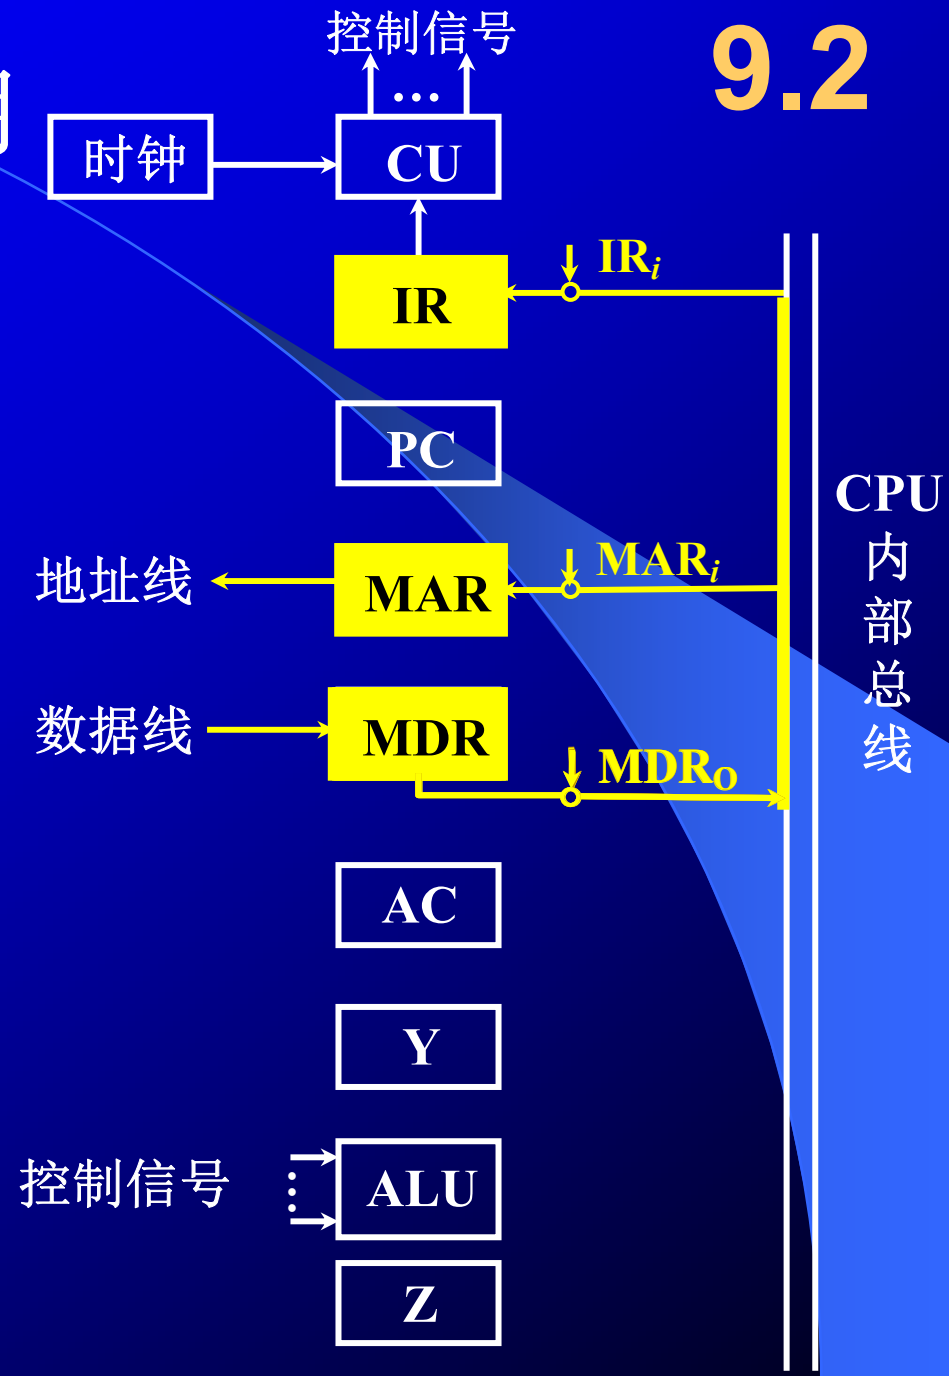 控制信号
9.2
…
时钟
CU
IRᵢ
IR
PC
CPU
内
部
总
线
地址线
MAR
MARᵢ
数据线
MDR
MDR_O
AC
Y
控制信号
ALU
Z